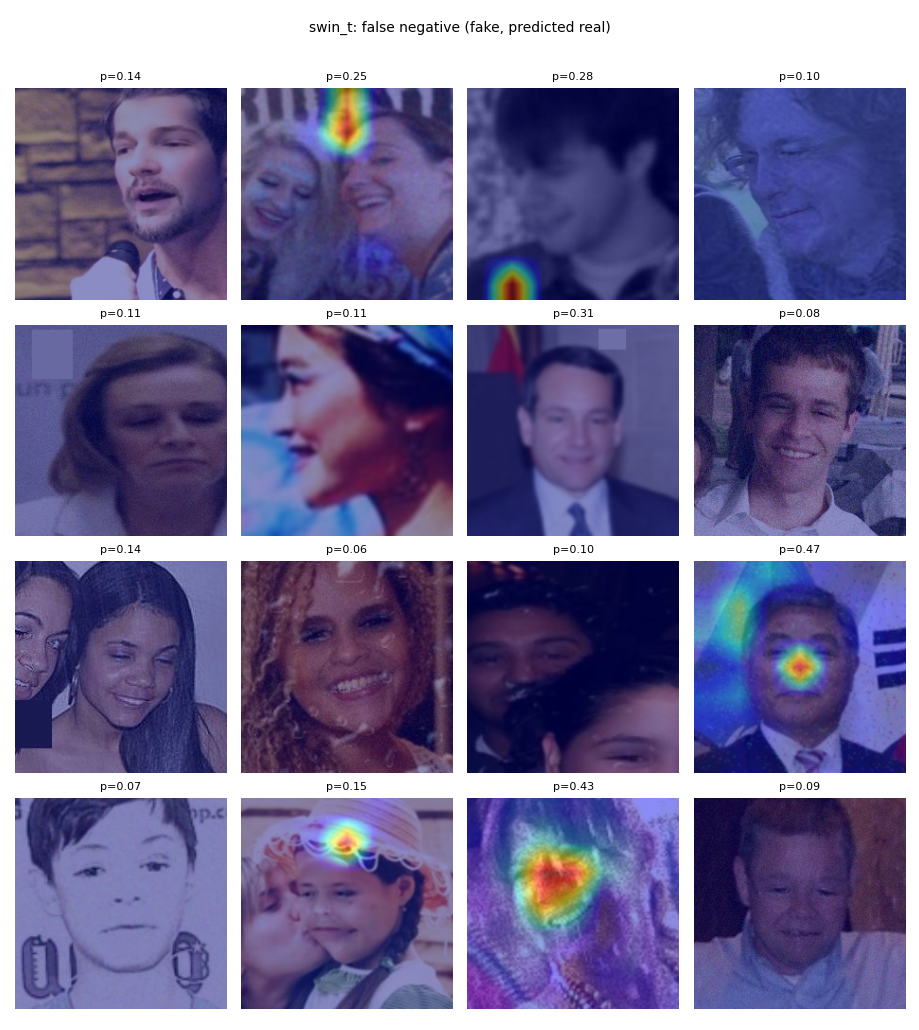 swin_t: false negative (fake, predicted real)
p=0.14
p=0.25
p=0.28
p=0.10
un p
p=0.11
p=0.11
p=0.31
p=0.08
p=0.14
p=0.06
p=0.10
p=0.47
p=0.07
p=0.15
p=0.43
p=0.09
pp.c